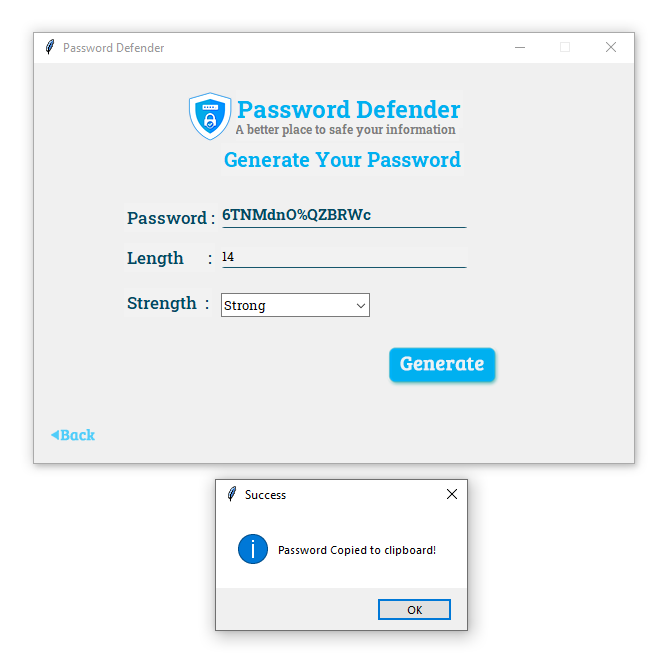 Password Defender
Password Defender
A better place to safe your information
Generate Your Password
Password : 6TNMdnO%QZBRWc
Length : 14
Strength : Strong
Generate
Back
Success
Password Copied to clipboard!
OK